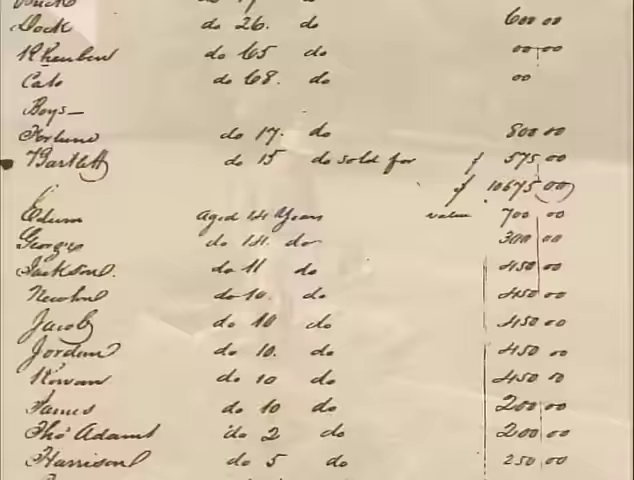 Dock do 26. do 600 00
Rheuben do 65 do 00 00
Cato do 68. do 00
Boys—
Fortune do 17. do 800 00
Bartlett do 15 do sold for $ 575 00
$ 10675 00
Edum Aged 14 Years value 700 00
George do 14. do 300 00
Jackson. do 11 do 450 00
Newton do 10. do 450 00
Jacob do 10 do 450 00
Jordan do 10. do 450 00
Rowan do 10 do 450 00
James do 10 do 200 00
Tho^s Adams do 2 do 200 00
Harrison do 5 do 250 00